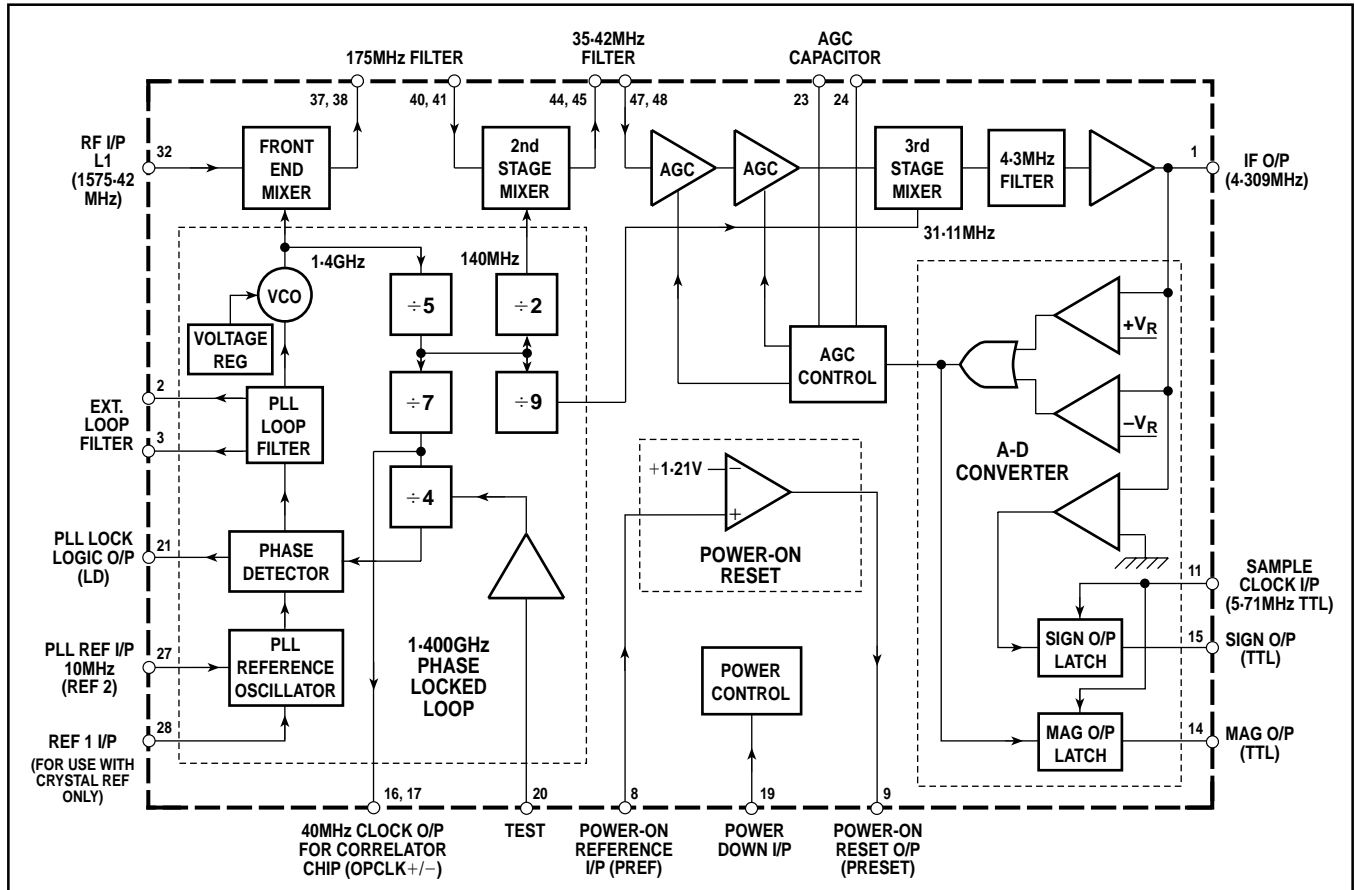 175MHz FILTER
35·42MHz
FILTER
AGC
CAPACITOR
37, 38
40, 41
44, 45
47, 48
23
24
RF I/P
L1
(1575·42
MHz)
32
FRONT
END
MIXER
2nd
STAGE
MIXER
AGC
AGC
3rd
STAGE
MIXER
4·3MHz
FILTER
1
IF O/P
(4·309MHz)
31·11MHz
1·4GHz
140MHz
VCO
÷5
÷2
VOLTAGE
REG
÷7
÷9
AGC
CONTROL
+VR
−VR
A-D
CONVERTER
EXT.
LOOP
FILTER
2
3
PLL
LOOP
FILTER
÷4
+1·21V
−
+
POWER-ON
RESET
PLL LOCK
LOGIC O/P
(LD)
21
PHASE
DETECTOR
11
SAMPLE
CLOCK I/P
(5·71MHz TTL)
PLL REF I/P
10MHz
(REF 2)
27
PLL
REFERENCE
OSCILLATOR
1·400GHz
PHASE
LOCKED
LOOP
POWER
CONTROL
SIGN O/P
LATCH
15
SIGN O/P
(TTL)
28
REF 1 I/P
(FOR USE WITH
CRYSTAL REF
ONLY)
MAG O/P
LATCH
14
MAG O/P
(TTL)
16, 17
20
8
19
9
40MHz CLOCK O/P
FOR CORRELATOR
CHIP (OPCLK+/−)
TEST
POWER-ON
REFERENCE
I/P (PREF)
POWER
DOWN I/P
POWER-ON
RESET O/P
(PRESET)